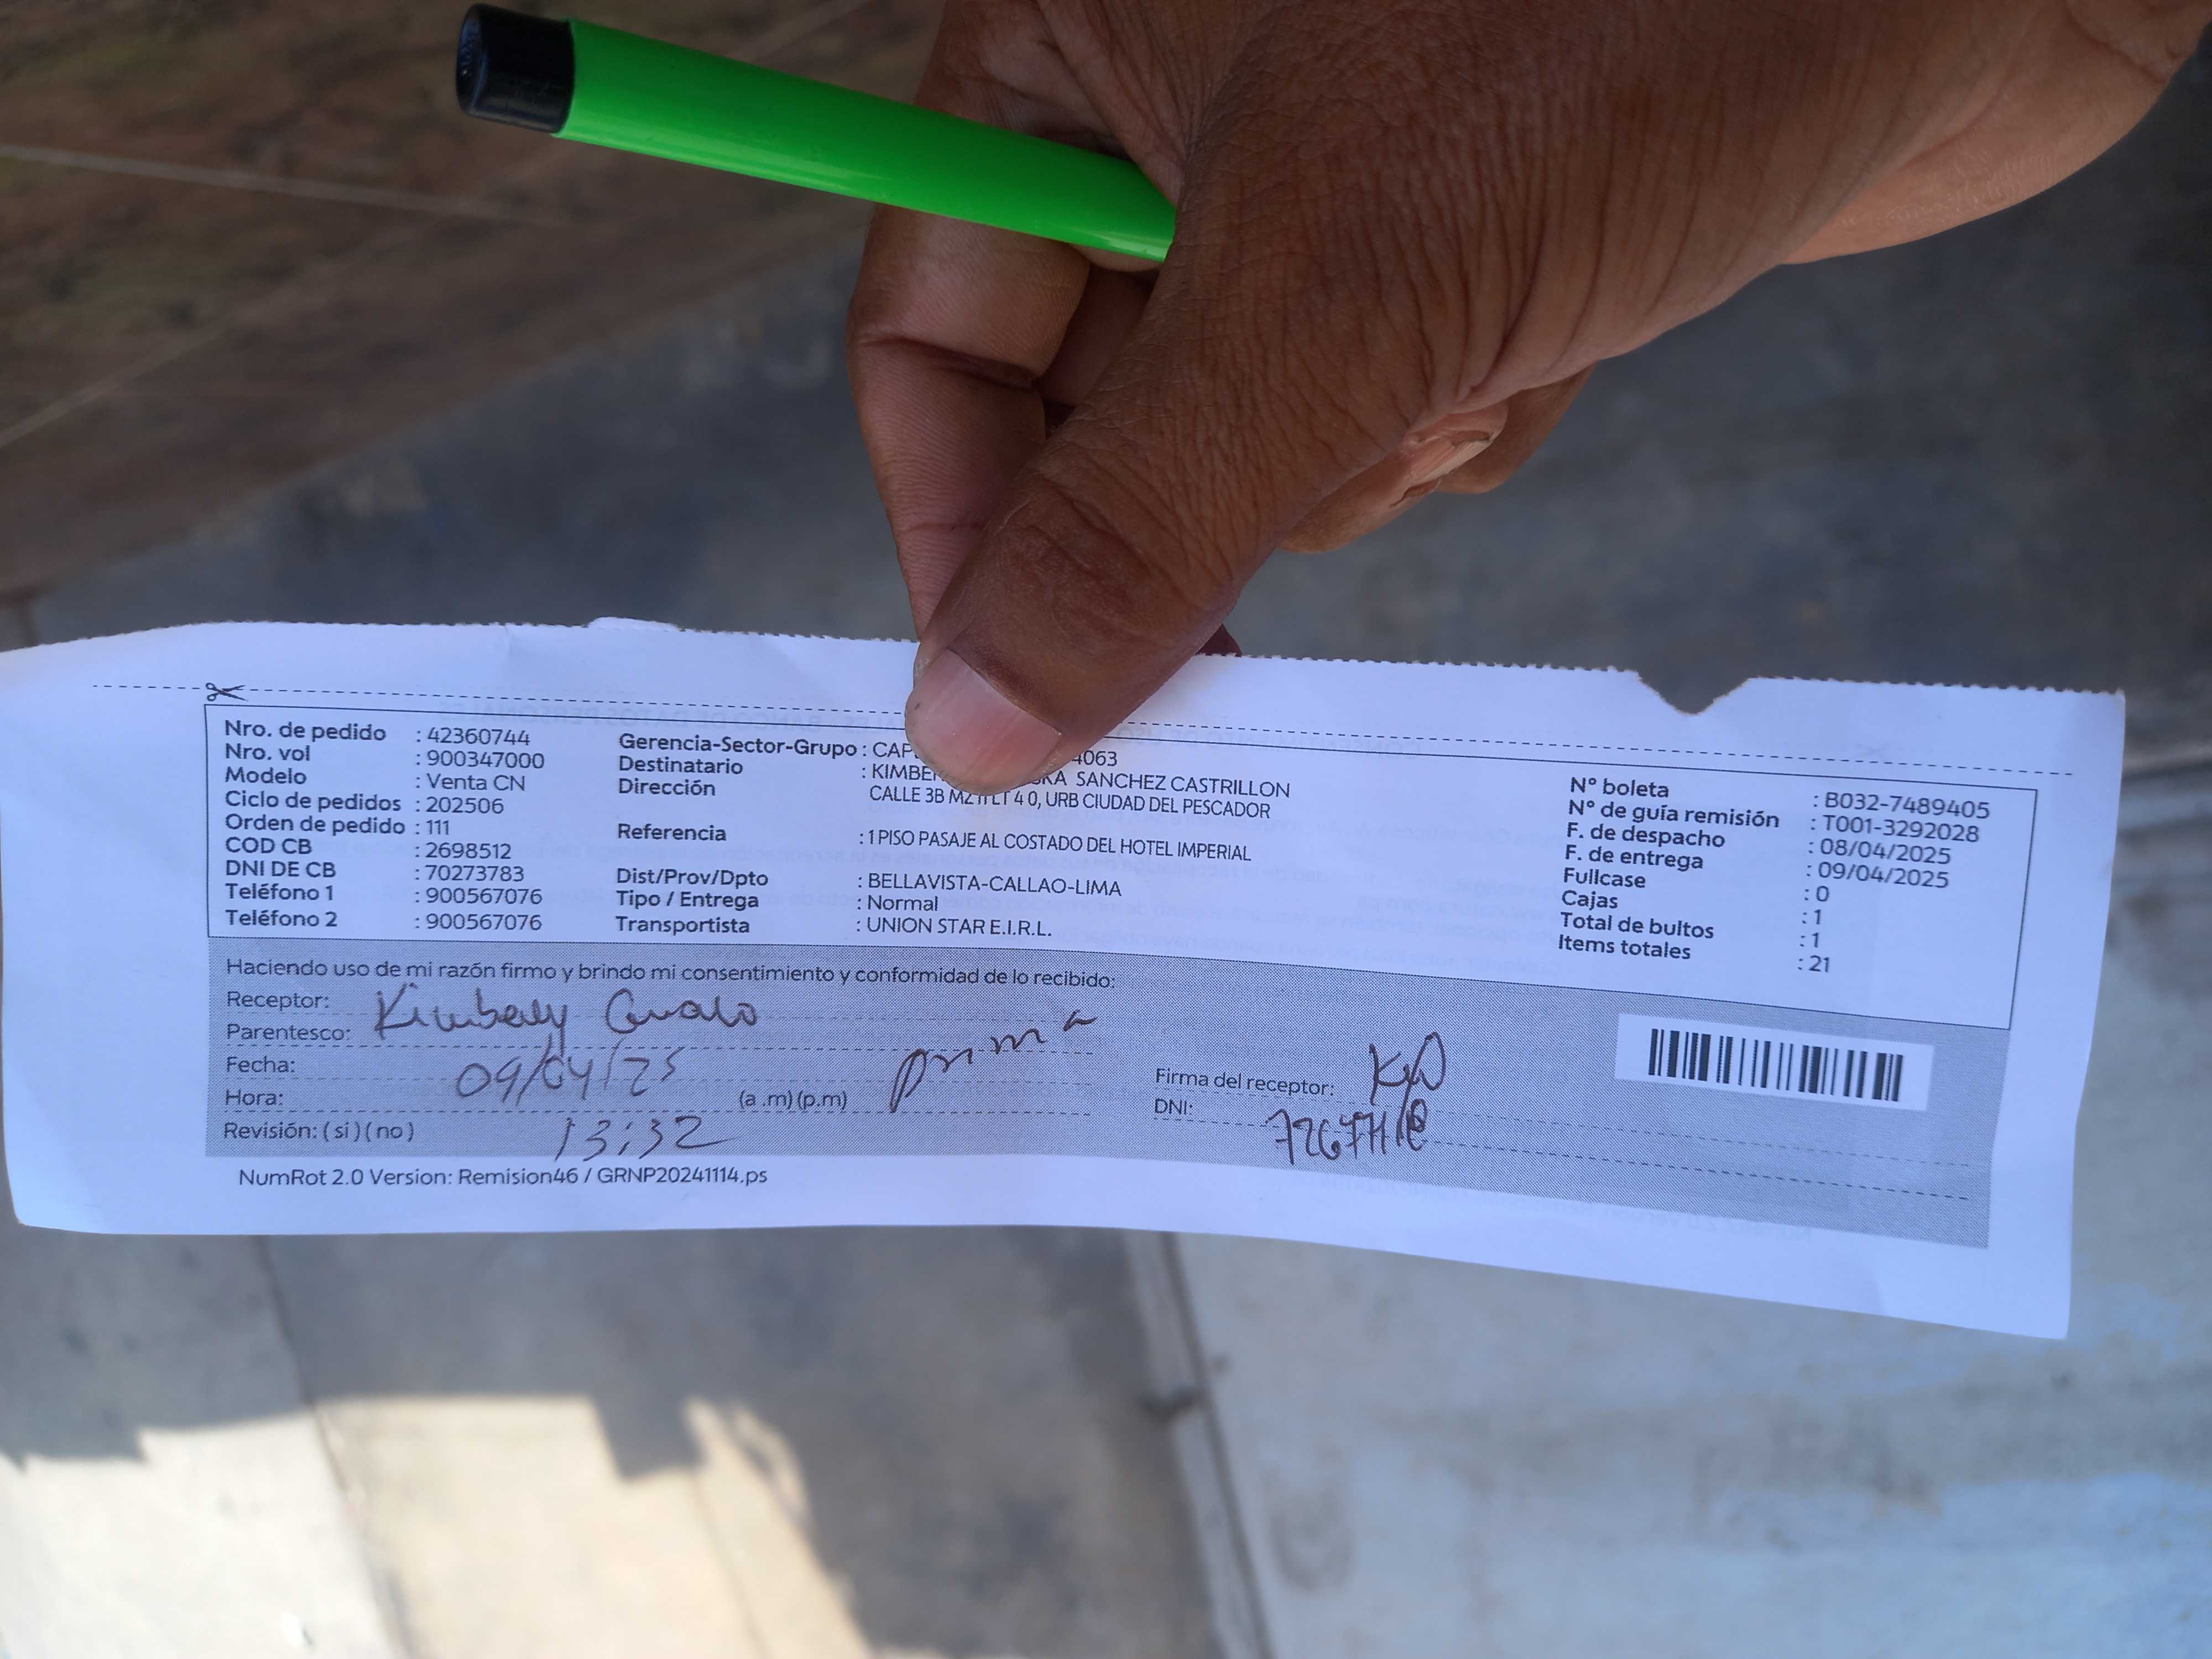 Nro. de pedido : 42360744
Nro. vol : 900347000
Modelo : Venta CN
Ciclo de pedidos : 202506
Orden de pedido : 111
COD CB : 2698512
DNI DE CB : 70273783
Teléfono 1 : 900567076
Teléfono 2 : 900567076
Gerencia-Sector-Grupo : 4063
Destinatario : SANCHEZ CASTRILLON
Dirección CALLE 3B MZ LT 4 0, URB CIUDAD DEL PESCADOR
Referencia : 1 PISO PASAJE AL COSTADO DEL HOTEL IMPERIAL
Dist/Prov/Dpto : BELLAVISTA-CALLAO-LIMA
Tipo / Entrega : Normal
Transportista : UNION STAR E.I.R.L.
N° boleta : B032-7489405
N° de guía remisión : T001-3292028
F. de despacho : 08/04/2025
F. de entrega : 09/04/2025
Fullcase : 0
Cajas : 1
Total de bultos : 1
Items totales : 21
Haciendo uso de mi razón firmo y brindo mi consentimiento y conformidad de lo recibido:
Receptor: Kimberly
Parentesco: prima
Fecha: 09/04/25
Hora: 13:32 (a .m) (p.m)
Revisión: ( si ) ( no )
Firma del receptor:
DNI:
NumRot 2.0 Version: Remision46 / GRNP20241114.ps